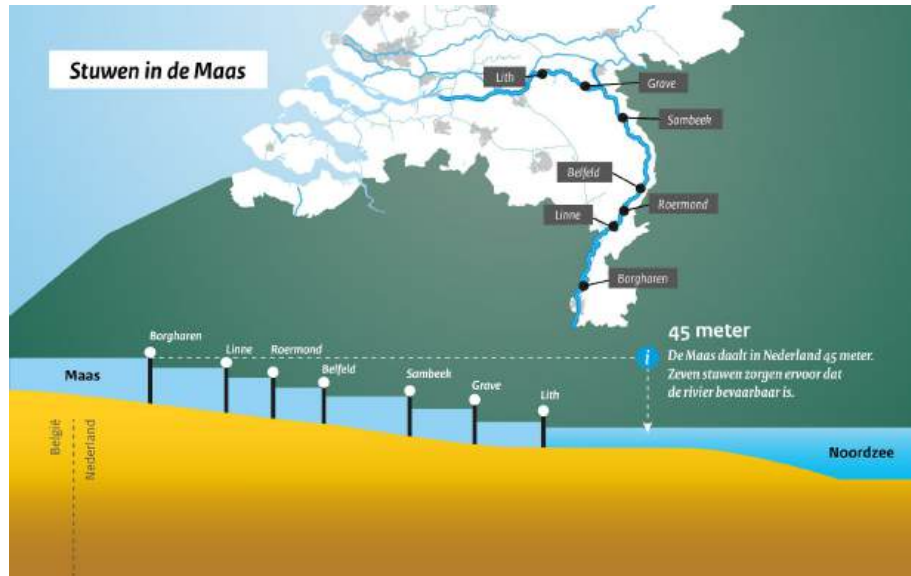 Stuwen in de Maas
Lith
Grave
Sambeek
Belfeld
Roermond
Linne
Borgharen
Borgharen
Linne
Roermond
Belfeld
Sambeek
Grave
Lith
45 meter
i
De Maas daalt in Nederland 45 meter.
Zeven stuwen zorgen ervoor dat
de rivier bevaarbaar is.
Maas
België
Nederland
Noordzee